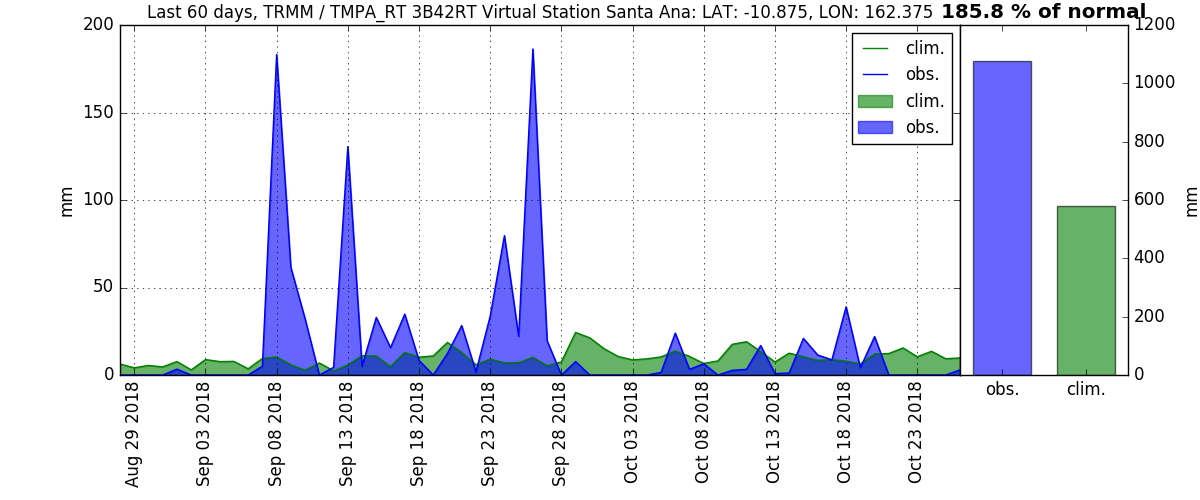 Last 60 days, TRMM / TMPA_RT 3B42RT Virtual Station Santa Ana: LAT: -10.875, LON: 162.375 185.8 % of normal
200
150
100
50
0
mm
clim.
obs.
clim.
obs.
1200
1000
800
600
400
200
0
mm
obs. clim.
Aug 29 2018
Sep 03 2018
Sep 08 2018
Sep 13 2018
Sep 18 2018
Sep 23 2018
Sep 28 2018
Oct 03 2018
Oct 08 2018
Oct 13 2018
Oct 18 2018
Oct 23 2018